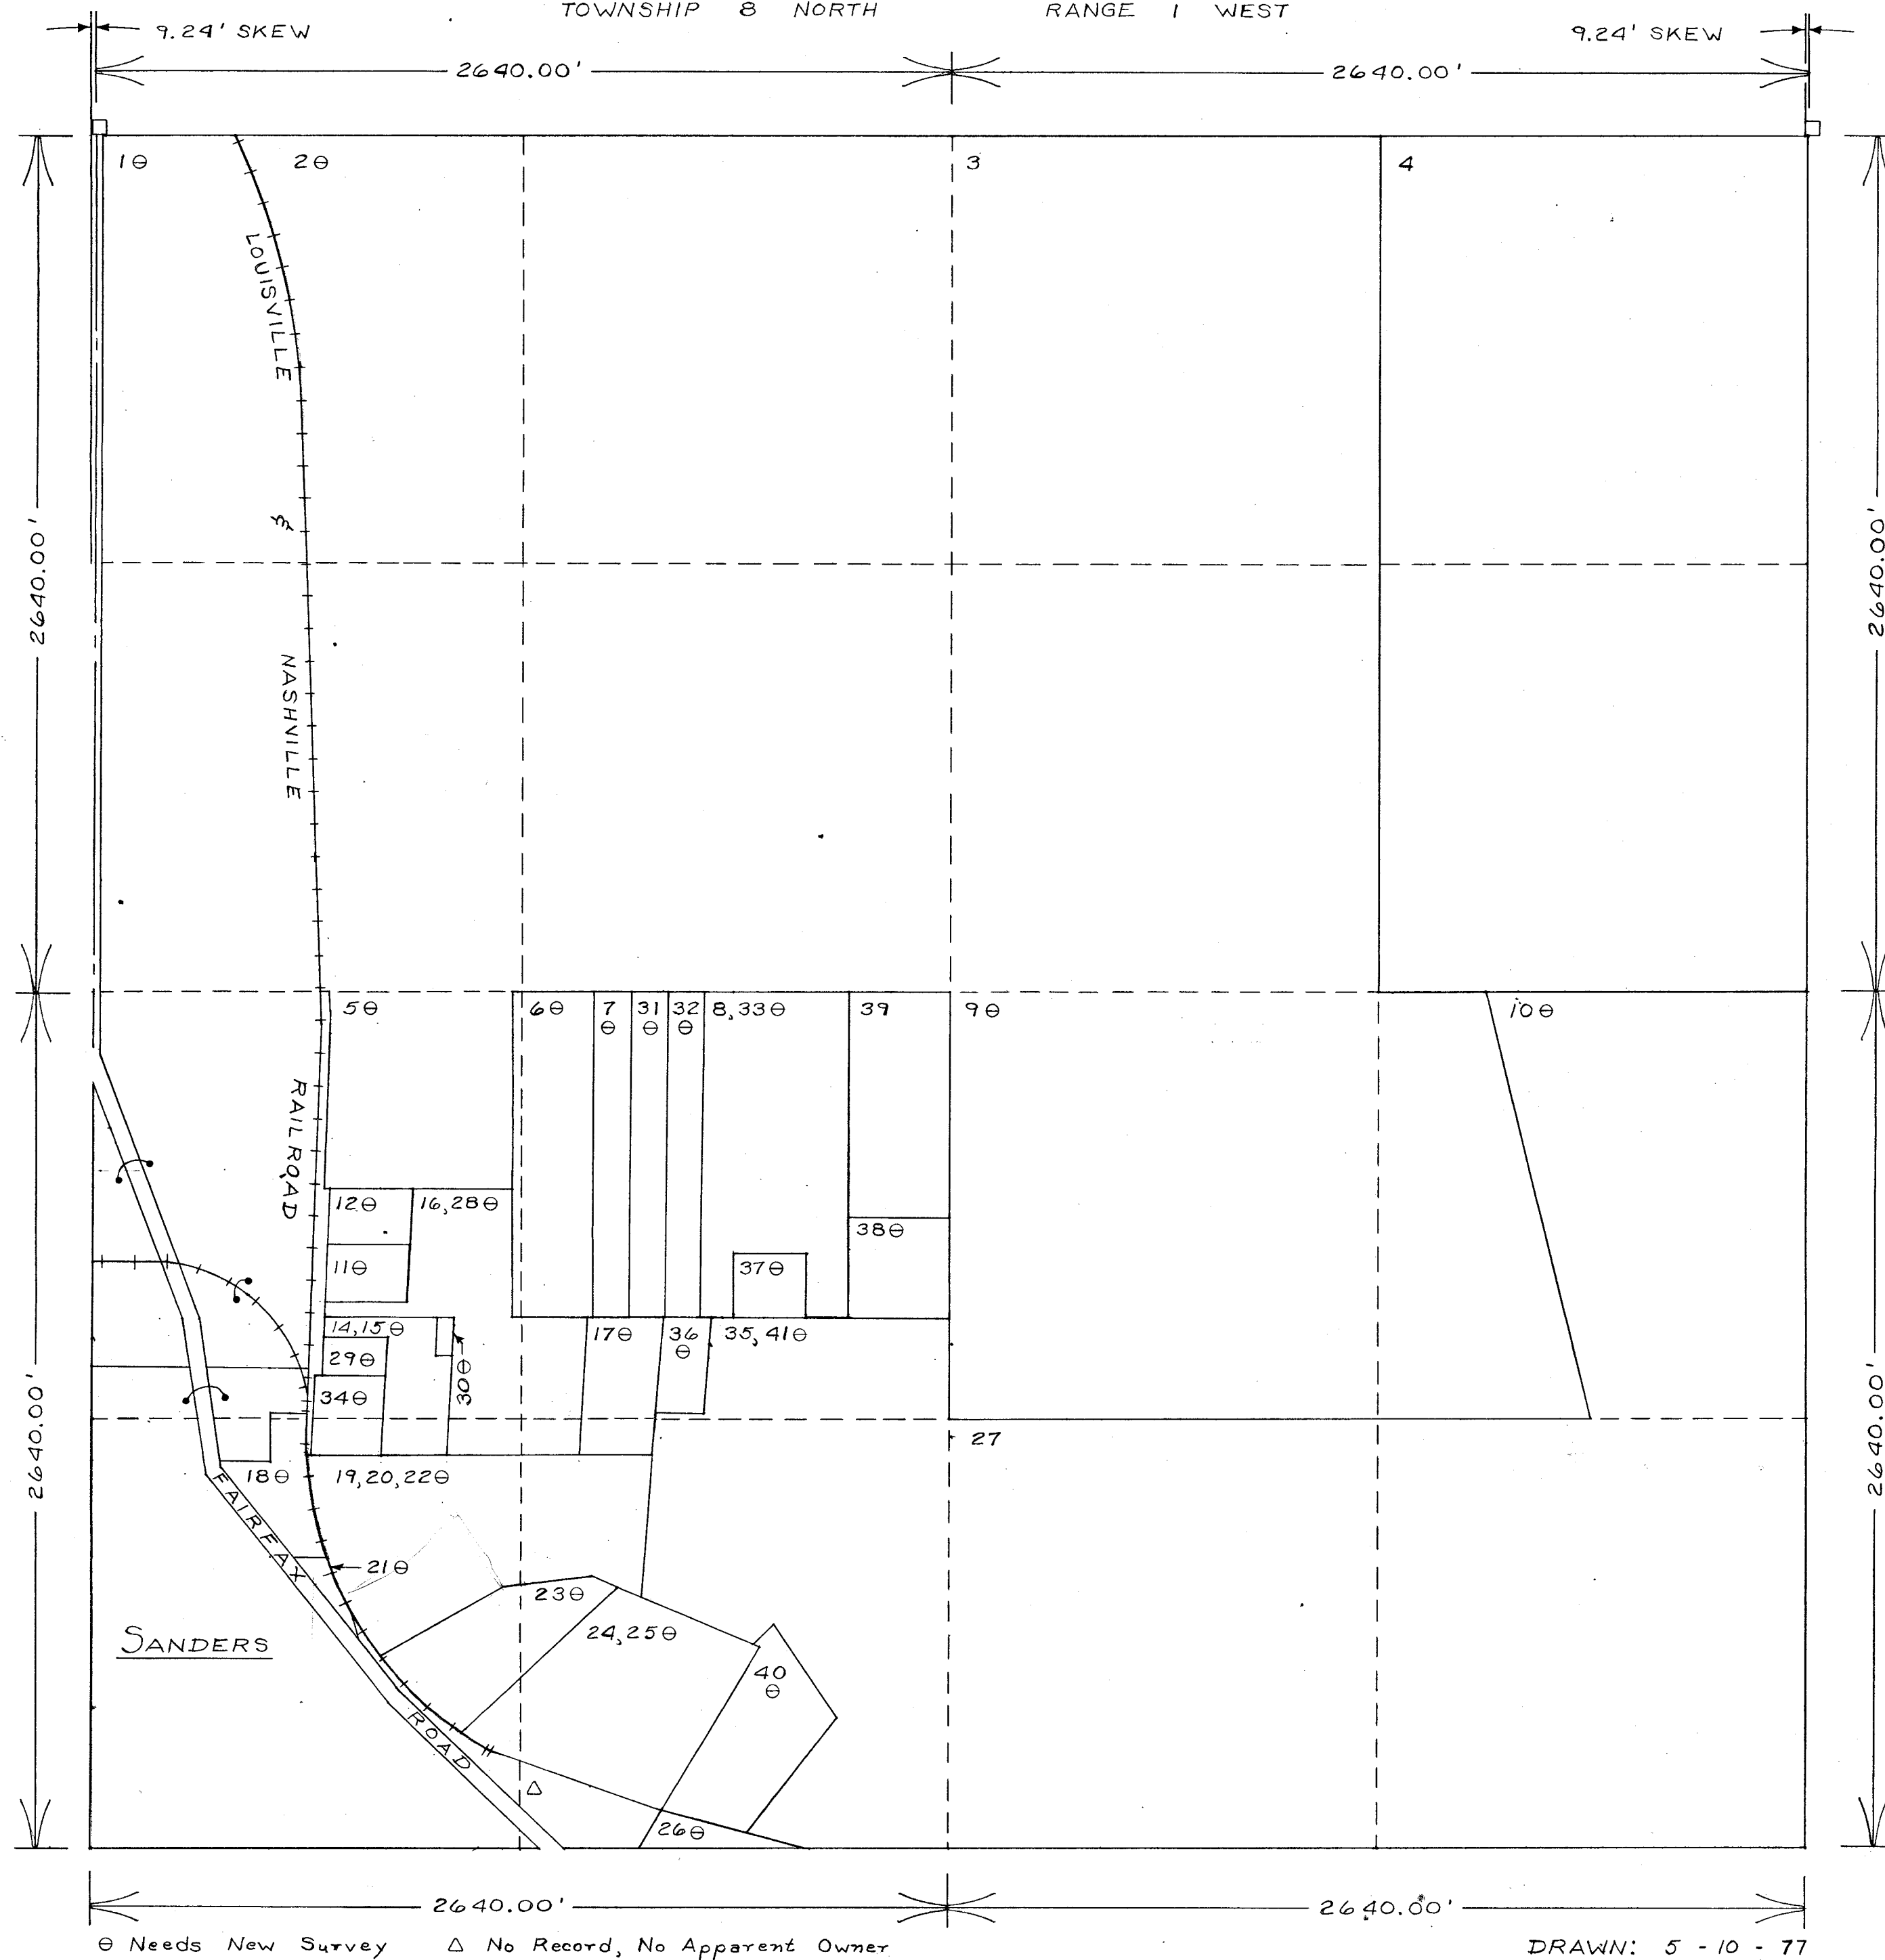 TOWNSHIP 8 NORTH RANGE 1 WEST
9.24' SKEW 9.24' SKEW
2640.00' 2640.00'
1⊖ 2⊖ 3 4
LOUISVILLE
&
NASHVILLE
RAILROAD
2640.00' 2640.00'
5⊖ 6⊖ 7⊖ 31⊖ 32⊖ 8,33⊖ 39 9⊖ 10⊖
12⊖ 16,28⊖
38⊖
11⊖ 37⊖
14,15⊖ 17⊖ 36⊖ 35,41⊖
29⊖
30⊖
34⊖
2640.00' 2640.00'
27
18⊖ 19,20,22⊖
FAIRFAX
21⊖
23⊖
24,25⊖
SANDERS
40⊖
ROAD
△
26⊖
2640.00' 2640.00'
⊖ Needs New Survey △ No Record, No Apparent Owner
DRAWN: 5-10-77